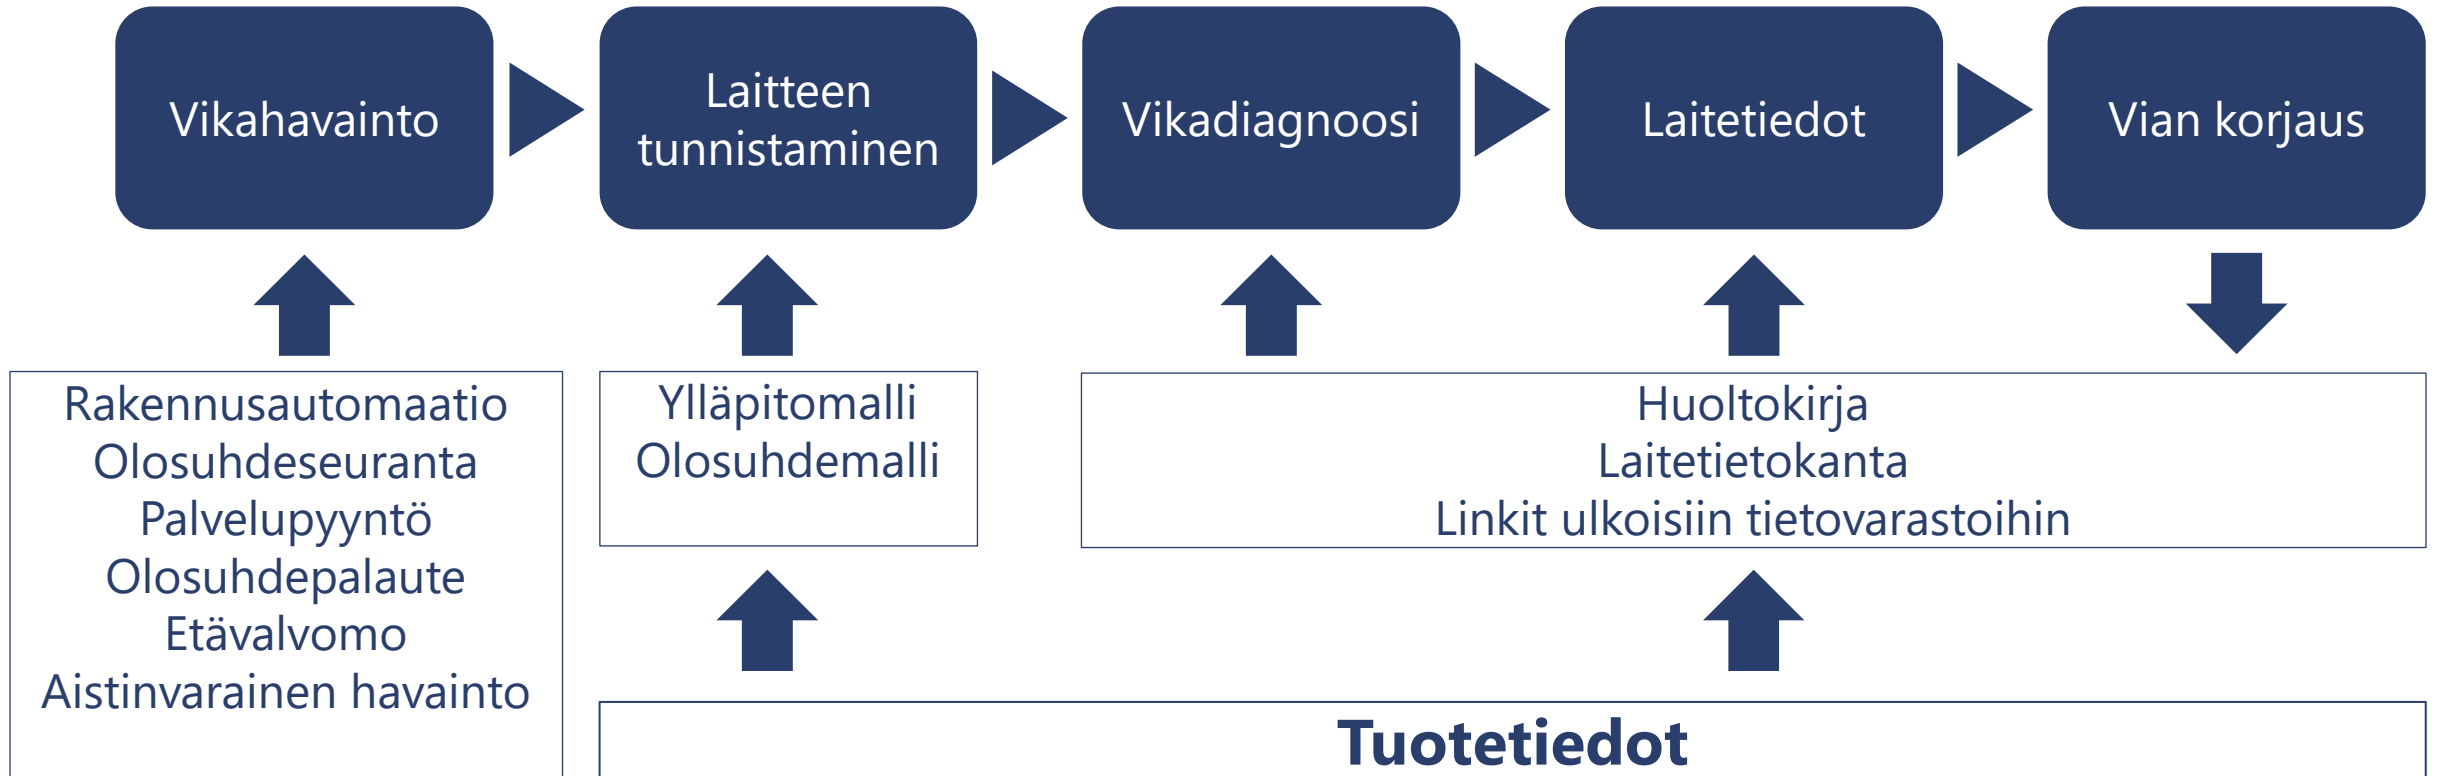 Vikahavainto
Laitteen
tunnistaminen
Vikadiagnoosi
Laitetiedot
Vian korjaus
Rakennusautomaatio
Olosuhdeseuranta
Palvelupyyntö
Olosuhdepalaute
Etävalvomo
Aistinvarainen havainto
Ylläpitomalli
Olosuhdemalli
Huoltokirja
Laitetietokanta
Linkit ulkoisiin tietovarastoihin
Tuotetiedot